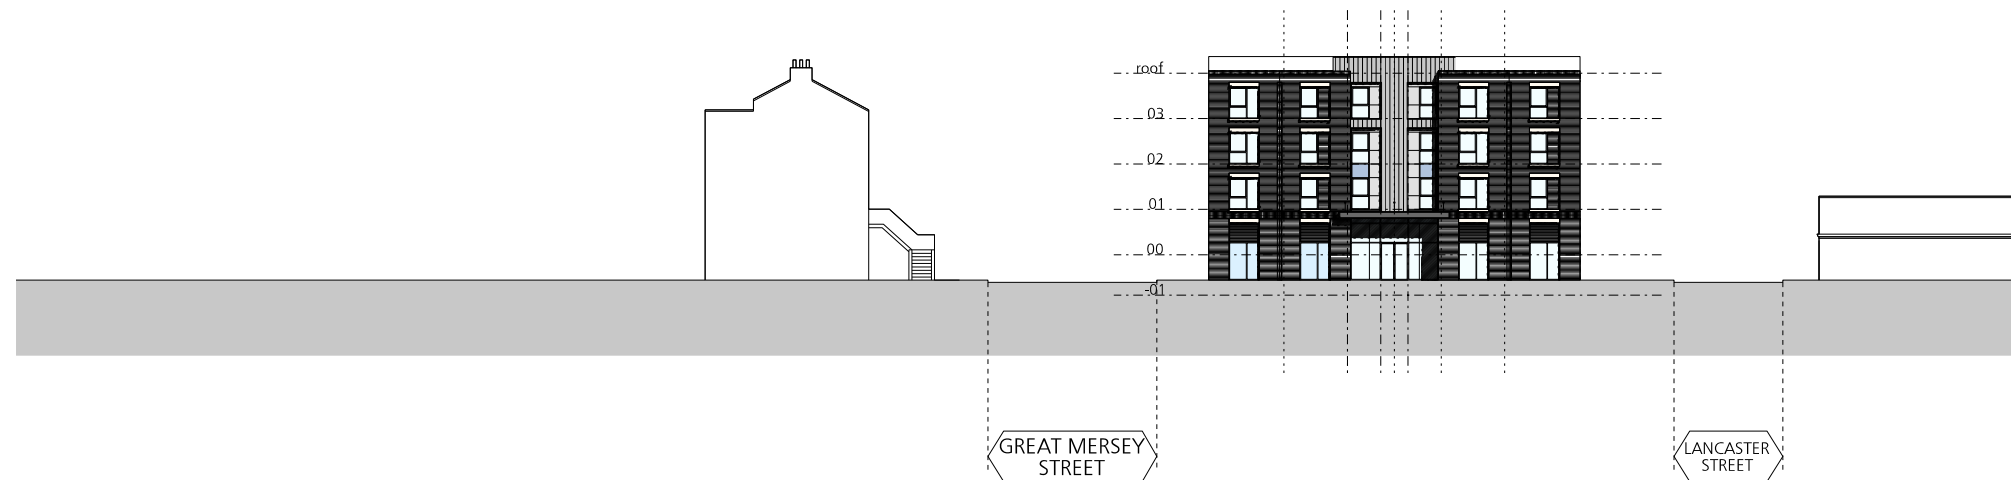 roof
03
02
01
00
-01
GREAT MERSEY
STREET
LANCASTER
STREET